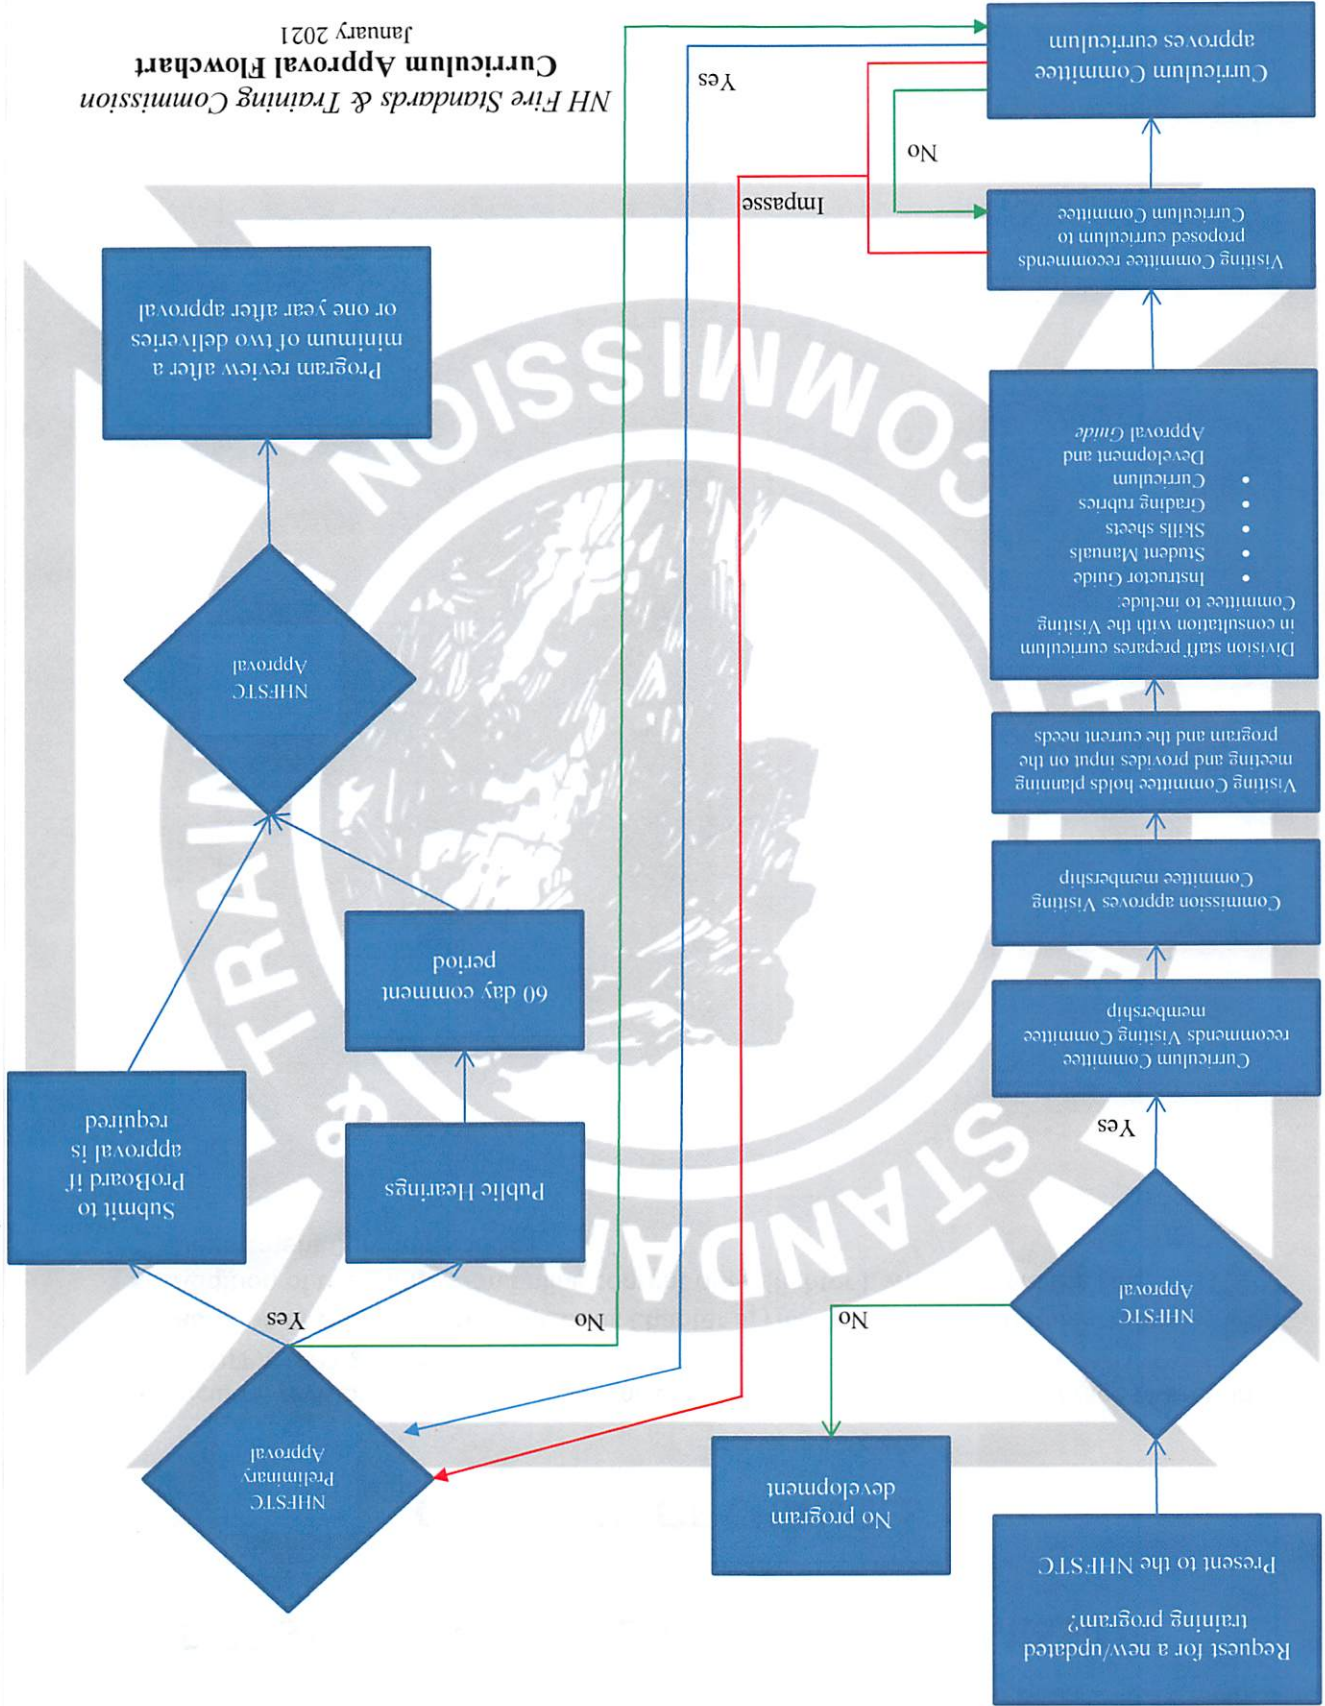 Request for a new/updated
training program?
Present to the NHFSTC
No program
development
NHFSTC
Approval
No
Yes
Curriculum Committee
recommends Visiting Committee
membership
Commission approves Visiting
Committee membership
Visiting Committee holds planning
meeting and provides input on the
program and the current needs
Division staff prepares curriculum
in consultation with the Visiting
Committee to include:
• Instructor Guide
• Student Manuals
• Skills sheets
• Grading rubrics
• Curriculum
Development and
Approval Guide
Visiting Committee recommends
proposed curriculum to
Curriculum Committee
Curriculum Committee
approves curriculum
No
Impasse
Yes
NHFSTC
Preliminary
Approval
No
Yes
Public Hearings
60 day comment
period
Submit to
ProBoard if
approval is
required
NHFSTC
Approval
Program review after a
minimum of two deliveries
or one year after approval
NH Fire Standards & Training Commission
Curriculum Approval Flowchart
January 2021
STANDAR
& TRAIN
COMMISSION